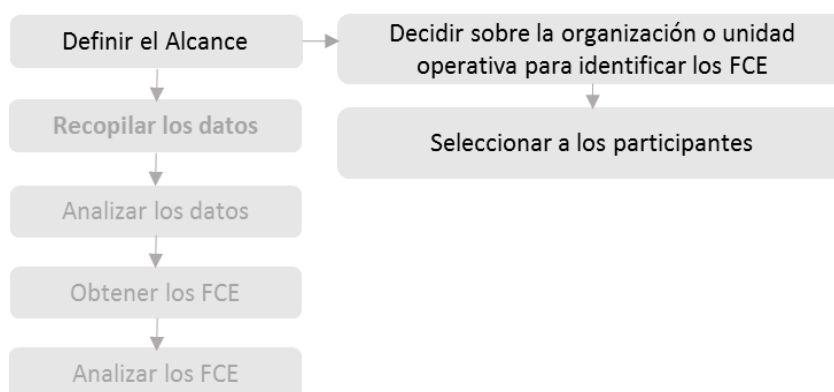 Definir el Alcance
Decidir sobre la organización o unidad
operativa para identificar los FCE
Recopilar los datos
Seleccionar a los participantes
Analizar los datos
Obtener los FCE
Analizar los FCE